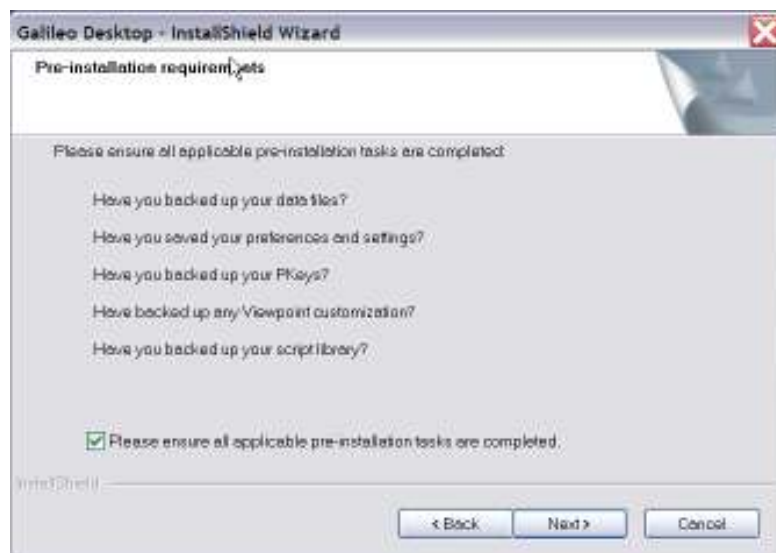 Galileo Desktop - InstallShield Wizard
Pre-installation requirements
Please ensure all applicable pre-installation tasks are completed:
Have you backed up your data files?
Have you saved your preferences and settings?
Have you backed up your PKeys?
Have backed up any Viewpoint customization?
Have you backed up your script library?
Please ensure all applicable pre-installation tasks are completed.
InstallShield
< Back
Next >
Cancel